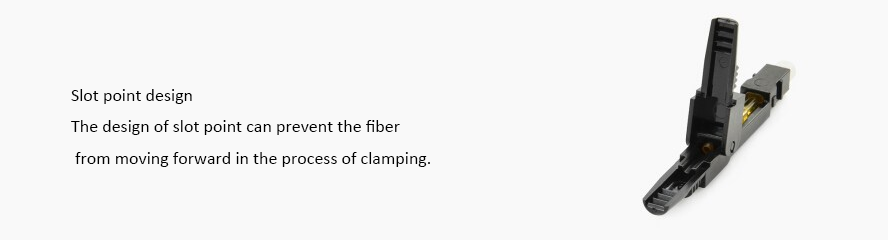 Slot point design
The design of slot point can prevent the fiber
from moving forward in the process of clamping.